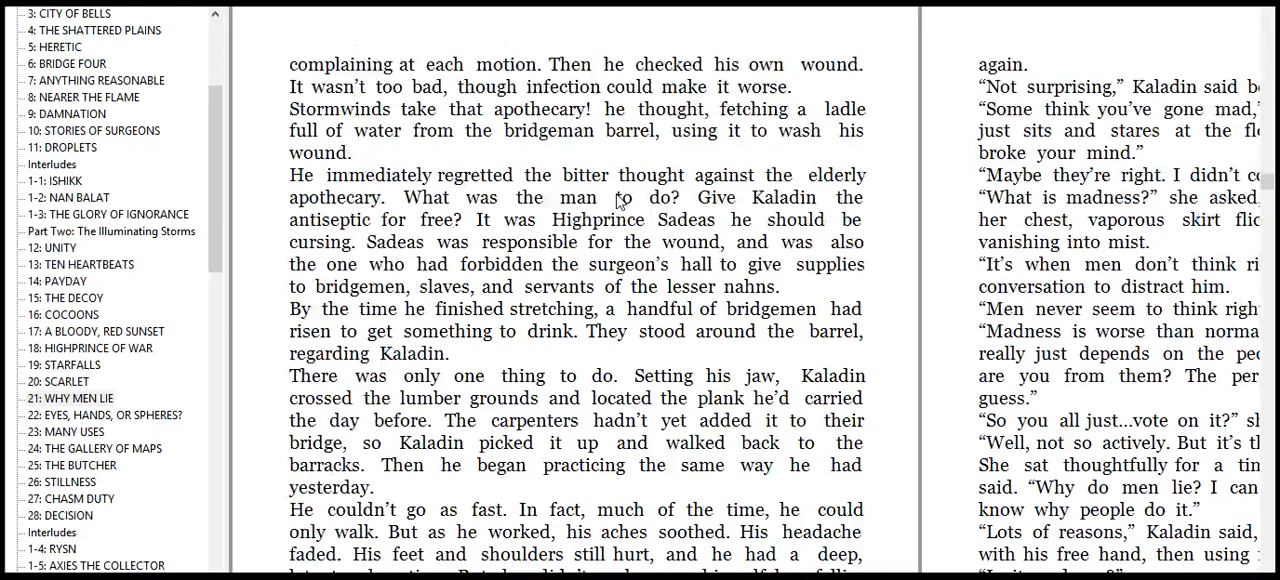 3: CITY OF BELLS
4: THE SHATTERED PLAINS
5: HERETIC
6: BRIDGE FOUR
7: ANYTHING REASONABLE
8: NEARER THE FLAME
9: DAMNATION
10: STORIES OF SURGEONS
11: DROPLETS
Interludes
1-1: ISHIKK
1-2: NAN BALAT
1-3: THE GLORY OF IGNORANCE
Part Two: The Illuminating Storms
12: UNITY
13: TEN HEARTBEATS
14: PAYDAY
15: THE DECOY
16: COCOONS
17: A BLOODY, RED SUNSET
18: HIGHPRINCE OF WAR
19: STARFALLS
20: SCARLET
21: WHY MEN LIE
22: EYES, HANDS, OR SPHERES?
23: MANY USES
24: THE GALLERY OF MAPS
25: THE BUTCHER
26: STILLNESS
27: CHASM DUTY
28: DECISION
Interludes
1-4: RYSN
1-5: AXIES THE COLLECTOR
complaining at each motion. Then he checked his own wound.
It wasn't too bad, though infection could make it worse.
Stormwinds take that apothecary! he thought, fetching a ladle
full of water from the bridgeman barrel, using it to wash his
wound.
He immediately regretted the bitter thought against the elderly
apothecary. What was the man to do? Give Kaladin the
antiseptic for free? It was Highprince Sadeas he should be
cursing. Sadeas was responsible for the wound, and was also
the one who had forbidden the surgeon's hall to give supplies
to bridgemen, slaves, and servants of the lesser nahns.
By the time he finished stretching, a handful of bridgemen had
risen to get something to drink. They stood around the barrel,
regarding Kaladin.
There was only one thing to do. Setting his jaw, Kaladin
crossed the lumber grounds and located the plank he'd carried
the day before. The carpenters hadn't yet added it to their
bridge, so Kaladin picked it up and walked back to the
barracks. Then he began practicing the same way he had
yesterday.
He couldn't go as fast. In fact, much of the time, he could
only walk. But as he worked, his aches soothed. His headache
faded. His feet and shoulders still hurt, and he had a deep,
again.
“Not surprising,” Kaladin said
“Some think you've gone mad,”
just sits and stares at the
broke your mind.”
“Maybe they're right. I didn't
“What is madness?” she asked,
her chest, vaporous skirt
vanishing into mist.
“It's when men don't think
conversation to distract him.
“Men never seem to think
“Madness is worse than
really just depends on the
are you from them? The
guess.”
“So you all just...vote on it?”
“Well, not so actively. But it's
She sat thoughtfully for a
said. “Why do men lie? I can
know why people do it.”
“Lots of reasons,” Kaladin said,
with his free hand, then using